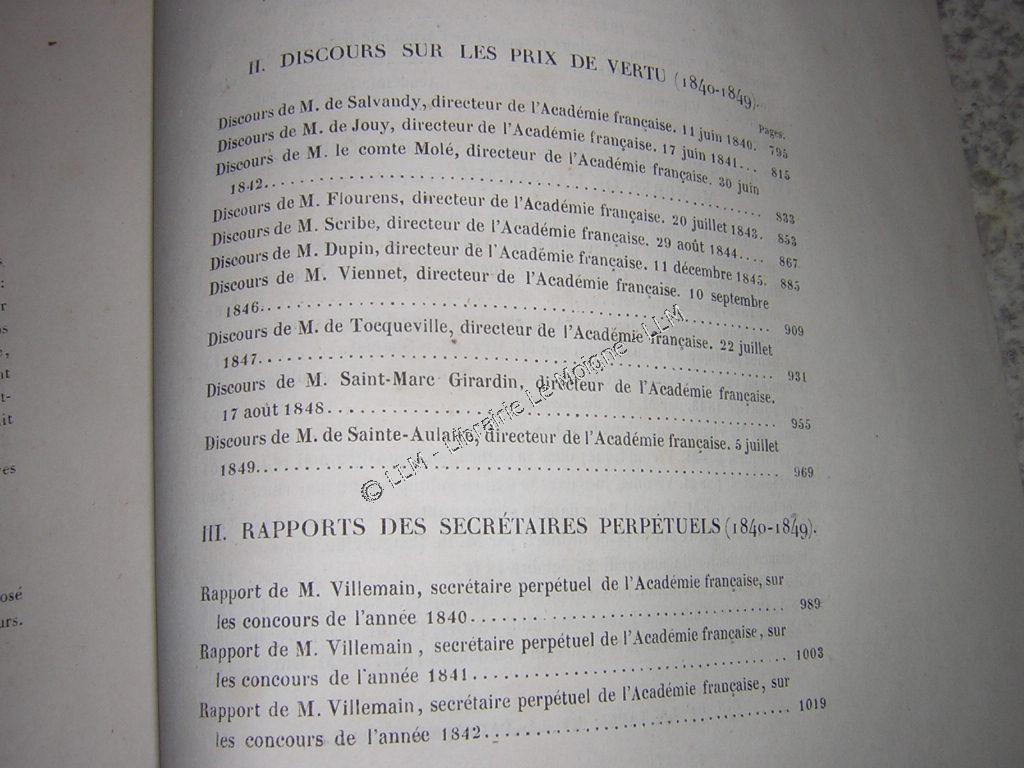 II. DISCOURS SUR LES PRIX DE VERTU (1840-1849).
Pages.
Discours de M. de Salvandy, directeur de l'Académie française. 11 juin 1840. 795
Discours de M. de Jouy, directeur de l'Académie française. 17 juin 1841... 815
Discours de M. le comte Molé, directeur de l'Académie française. 30 juin
1842........................................................ 833
Discours de M. Flourens, directeur de l'Académie française. 20 juillet 1843. 853
Discours de M. Scribe, directeur de l'Académie française. 29 août 1844.... 867
Discours de M. Dupin, directeur de l'Académie française. 11 décembre 1845. 885
Discours de M. Viennet, directeur de l'Académie française. 10 septembre
1846........................................................ 909
Discours de M. de Tocqueville, directeur de l'Académie française. 22 juillet
1847........................................................ 931
Discours de M. Saint-Marc Girardin, directeur de l'Académie française.
17 août 1848................................................ 955
Discours de M. de Sainte-Aulaire, directeur de l'Académie française. 5 juillet
1849........................................................ 969
© LLM - Librairie Le Moigne - LLM
III. RAPPORTS DES SECRÉTAIRES PERPÉTUELS (1840-1849).
Rapport de M. Villemain, secrétaire perpétuel de l'Académie française, sur
les concours de l'année 1840................................ 989
Rapport de M. Villemain, secrétaire perpétuel de l'Académie française, sur
les concours de l'année 1841................................ 1003
Rapport de M. Villemain, secrétaire perpétuel de l'Académie française, sur
les concours de l'année 1842................................ 1019